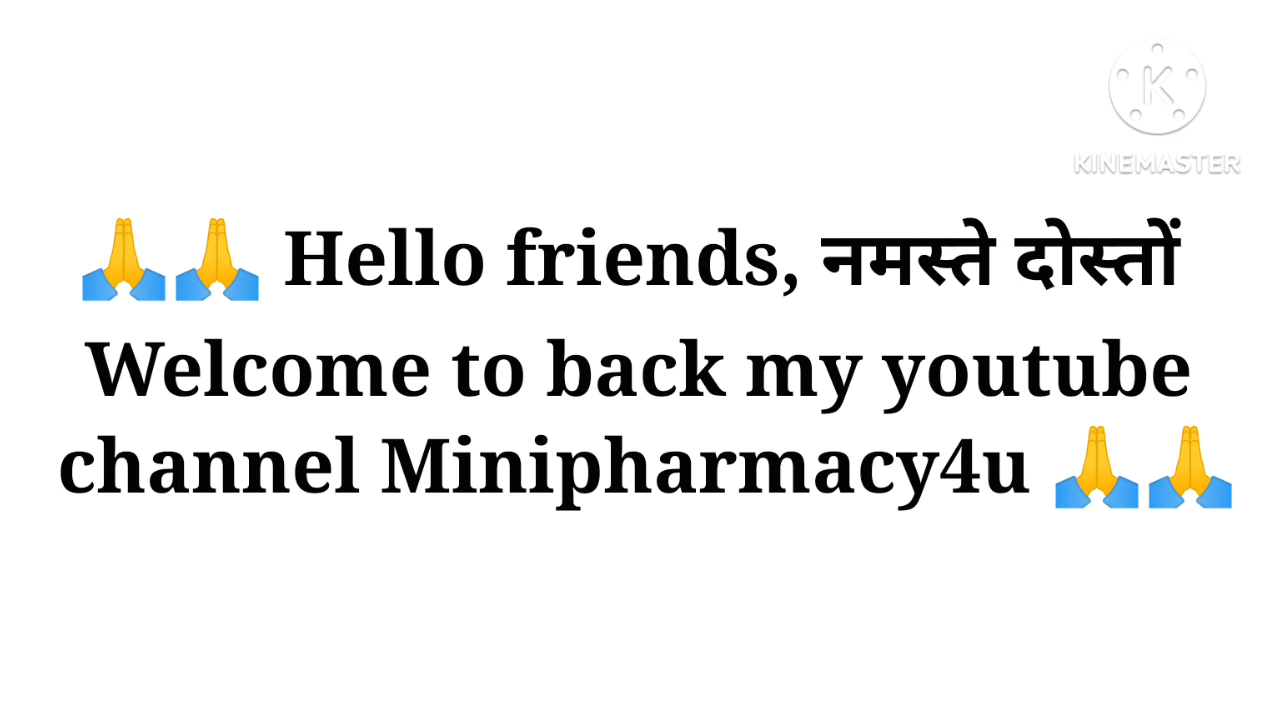 KINEMASTER
🙏🙏 Hello friends, नमस्ते दोस्तों
Welcome to back my youtube
channel Minipharmacy4u 🙏🙏